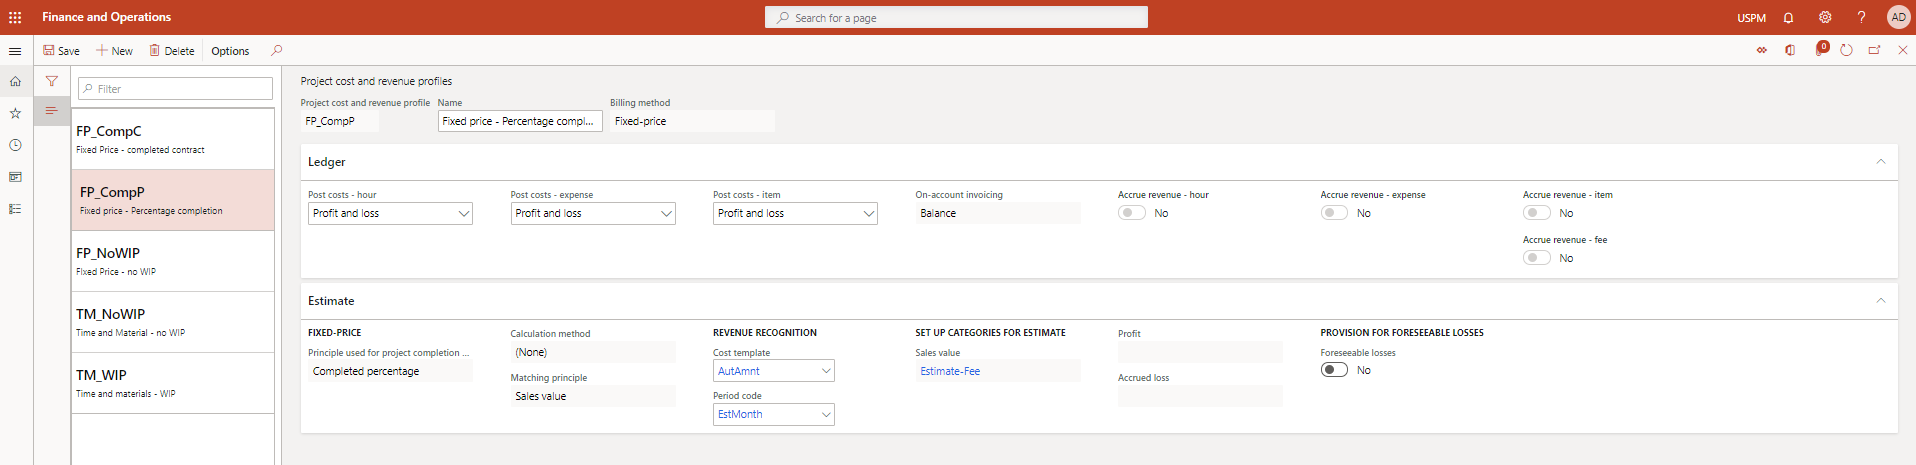 Finance and Operations
Search for a page
USPM
AD
Save
New
Delete
Options
0
Filter
FP_CompC
Fixed Price - completed contract
FP_CompP
Fixed price - Percentage completion
FP_NoWIP
Fixed Price - no WIP
TM_NoWIP
Time and Material - no WIP
TM_WIP
Time and materials - WIP
Project cost and revenue profiles
Project cost and revenue profile
Name
Billing method
FP_CompP
Fixed price - Percentage compl...
Fixed-price
Ledger
Post costs - hour
Profit and loss
Post costs - expense
Profit and loss
Post costs - item
Profit and loss
On-account invoicing
Balance
Accrue revenue - hour
No
Accrue revenue - expense
No
Accrue revenue - item
No
Accrue revenue - fee
No
Estimate
FIXED-PRICE
Principle used for project completion ...
Completed percentage
Calculation method
(None)
Matching principle
Sales value
REVENUE RECOGNITION
Cost template
AutAmnt
Period code
EstMonth
SET UP CATEGORIES FOR ESTIMATE
Sales value
Estimate-Fee
Profit
Accrued loss
PROVISION FOR FORESEEABLE LOSSES
Foreseeable losses
No